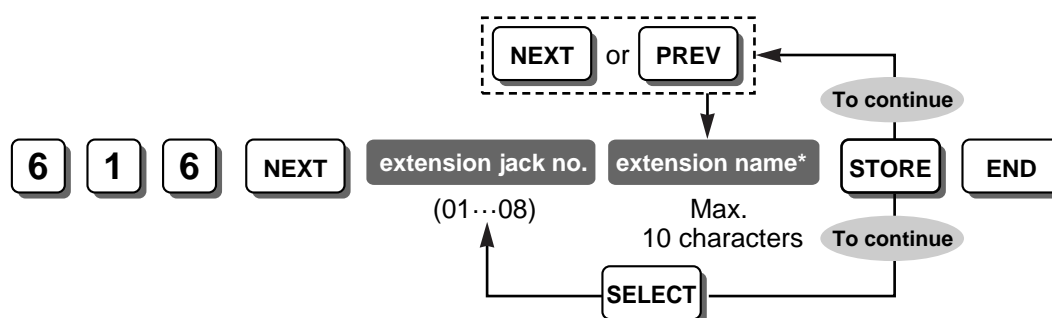 NEXT or PREV
To continue
6 1 6 NEXT extension jack no. extension name* STORE END
(01···08) Max.
10 characters To continue
SELECT